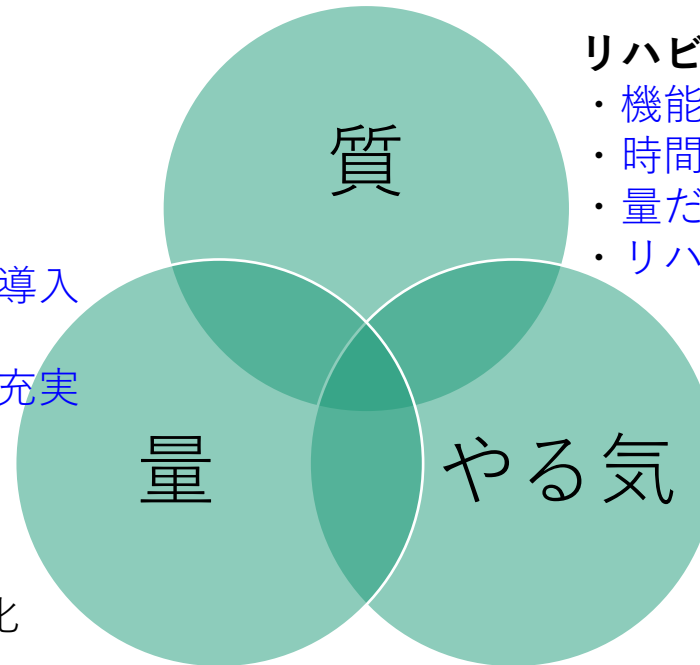 リハビ
・機能
・時間
・量だ
・リハ
質
導入
充実
量
やる気
化